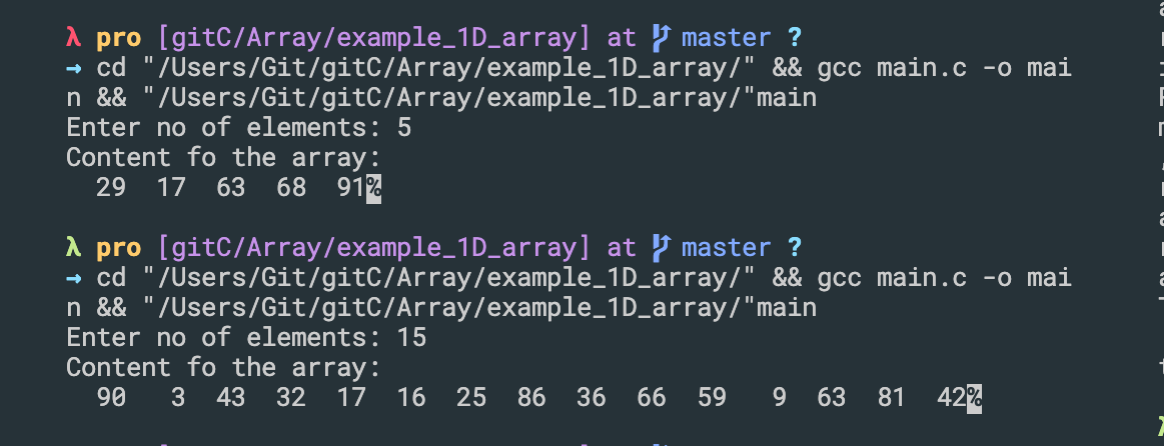 λ pro [gitC/Array/example_1D_array] at master ?
→ cd "/Users/Git/gitC/Array/example_1D_array/" && gcc main.c -o mai
n && "/Users/Git/gitC/Array/example_1D_array/"main
Enter no of elements: 5
Content fo the array:
  29  17  63  68  91%
λ pro [gitC/Array/example_1D_array] at master ?
→ cd "/Users/Git/gitC/Array/example_1D_array/" && gcc main.c -o mai
n && "/Users/Git/gitC/Array/example_1D_array/"main
Enter no of elements: 15
Content fo the array:
  90   3  43  32  17  16  25  86  36  66  59   9  63  81  42%